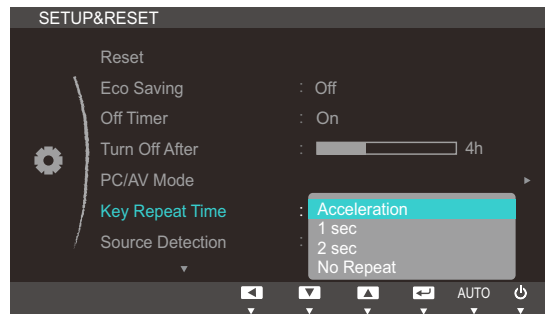 SETUP&RESET
Reset
Eco Saving : Off
Off Timer : On
Turn Off After : 4h
PC/AV Mode
Key Repeat Time : Acceleration
1 sec
Source Detection :
2 sec
No Repeat
AUTO